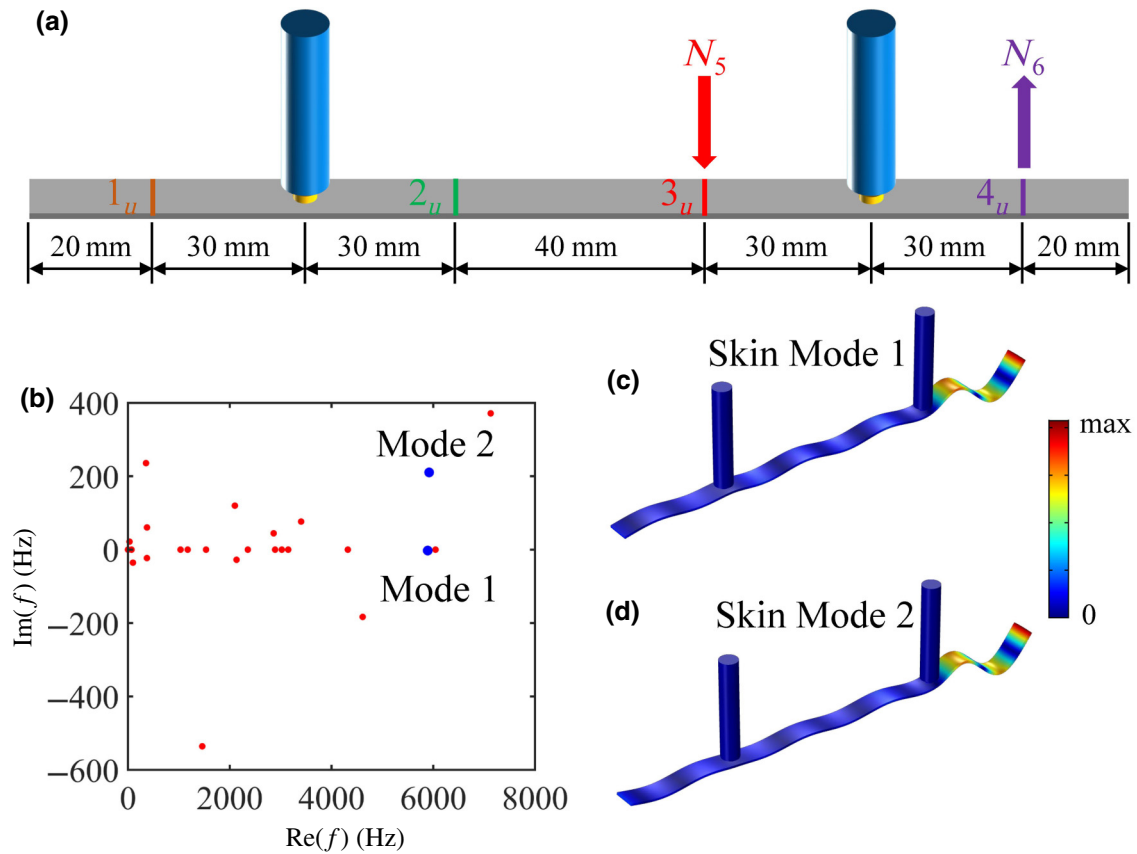 (a)
N5 N6
1u 2u 3u 4u
20 mm 30 mm 30 mm 40 mm 30 mm 30 mm 20 mm
(b)
400
200
0
−200
−400
−600
Im(f) (Hz)
Mode 2
Mode 1
0 2000 4000 6000 8000
Re(f) (Hz)
(c)
Skin Mode 1
(d)
Skin Mode 2
max
0